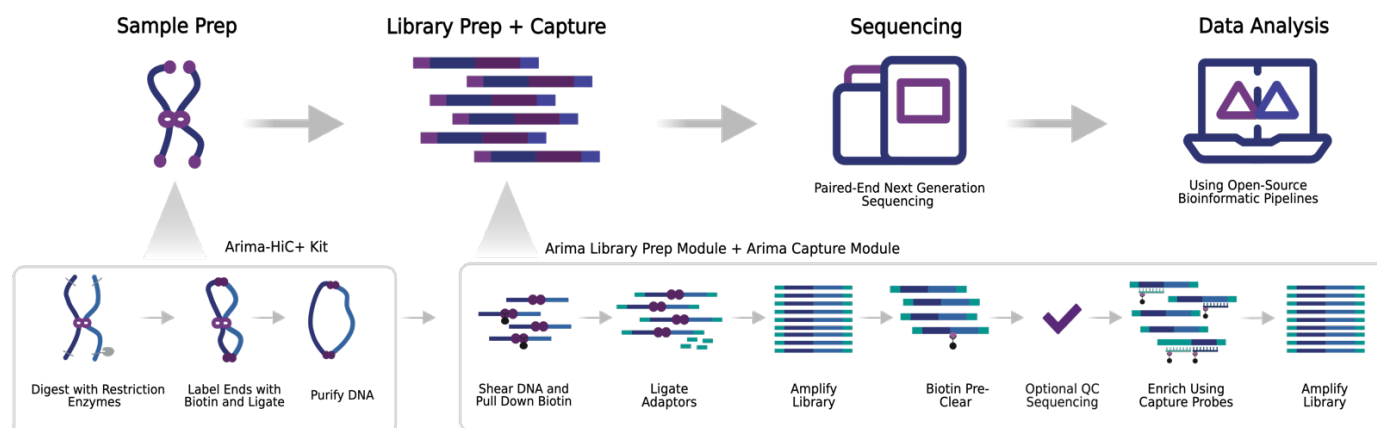 Sample Prep
Library Prep + Capture
Sequencing
Data Analysis
Paired-End Next Generation
Sequencing
Using Open-Source
Bioinformatic Pipelines
Arima-HiC+ Kit
Arima Library Prep Module + Arima Capture Module
Digest with Restriction
Enzymes
Label Ends with
Biotin and Ligate
Purify DNA
Shear DNA and
Pull Down Biotin
Ligate
Adaptors
Amplify
Library
Biotin Pre-
Clear
Optional QC
Sequencing
Enrich Using
Capture Probes
Amplify
Library